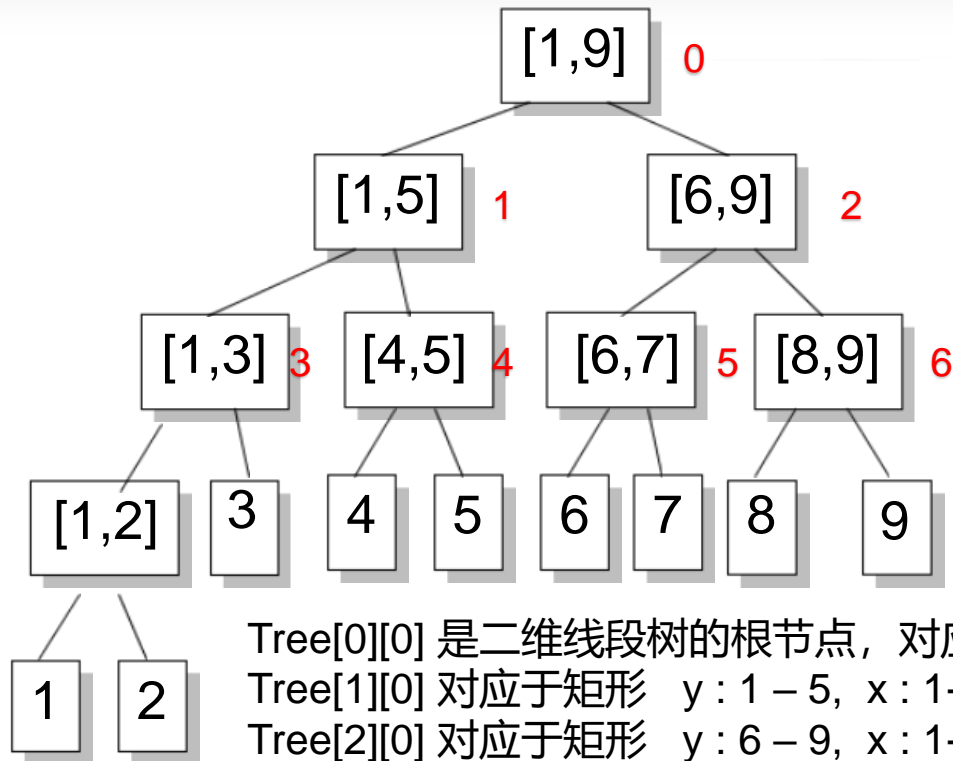 [1,9] 0
[1,5] 1 [6,9] 2
[1,3] 3 [4,5] 4 [6,7] 5 [8,9] 6
[1,2] 3 4 5 6 7 8 9
1 2
Tree[0][0] 是二维线段树的根节点，对
Tree[1][0] 对应于矩形 y : 1 – 5, x : 1-
Tree[2][0] 对应于矩形 y : 6 – 9, x : 1-